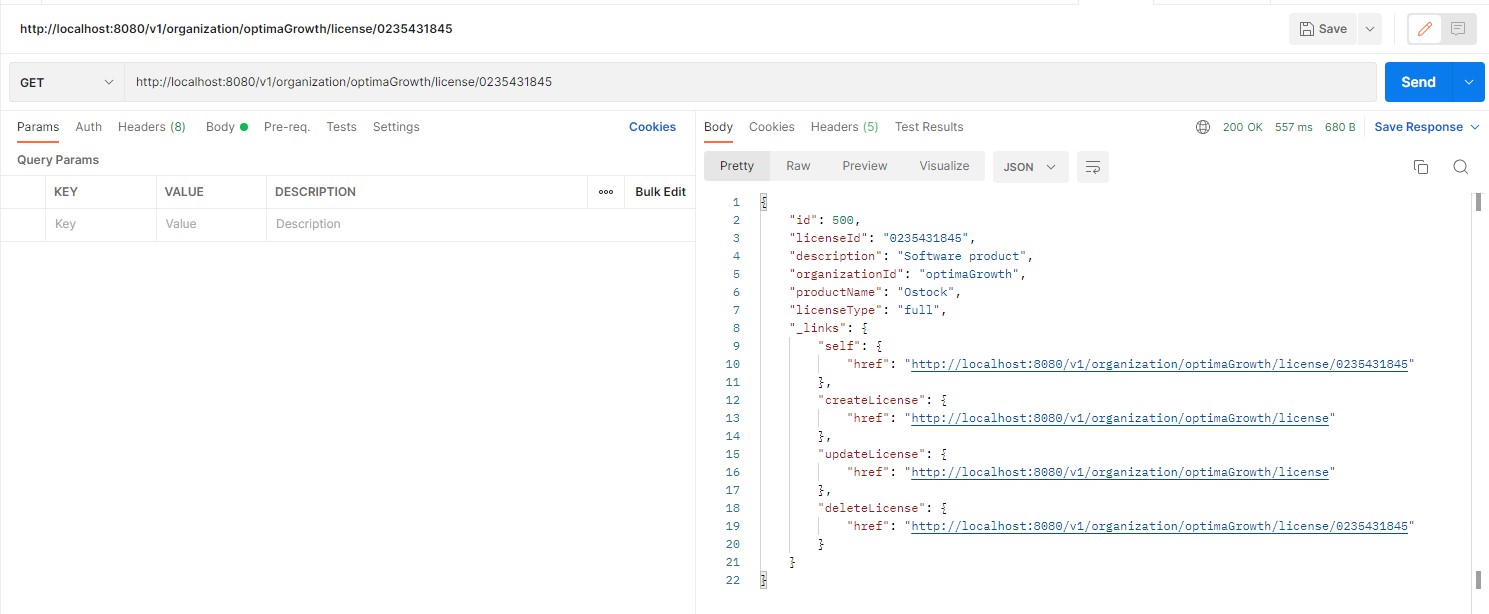 http://localhost:8080/v1/organization/optimaGrowth/license/0235431845
Save
GET http://localhost:8080/v1/organization/optimaGrowth/license/0235431845 Send
Params Auth Headers (8) Body Pre-req. Tests Settings Cookies
Query Params
KEY VALUE DESCRIPTION ooo Bulk Edit
Key Value Description
Body Cookies Headers (5) Test Results 200 OK 557 ms 680 B Save Response
Pretty Raw Preview Visualize JSON
1 {
2 "id": 500,
3 "licenseId": "0235431845",
4 "description": "Software product",
5 "organizationId": "optimaGrowth",
6 "productName": "Ostock",
7 "licenseType": "full",
8 "_links": {
9 "self": {
10 "href": "http://localhost:8080/v1/organization/optimaGrowth/license/0235431845"
11 },
12 "createLicense": {
13 "href": "http://localhost:8080/v1/organization/optimaGrowth/license"
14 },
15 "updateLicense": {
16 "href": "http://localhost:8080/v1/organization/optimaGrowth/license"
17 },
18 "deleteLicense": {
19 "href": "http://localhost:8080/v1/organization/optimaGrowth/license/0235431845"
20 }
21 }
22 }